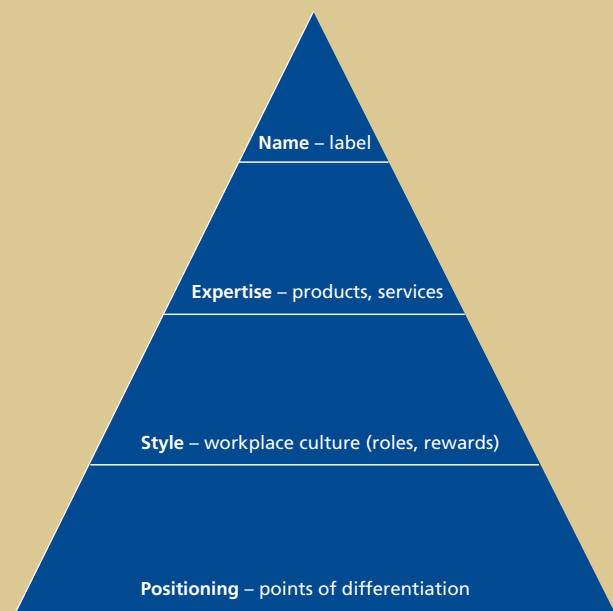 Name – label
Expertise – products, services
Style – workplace culture (roles, rewards)
Positioning – points of differentiation